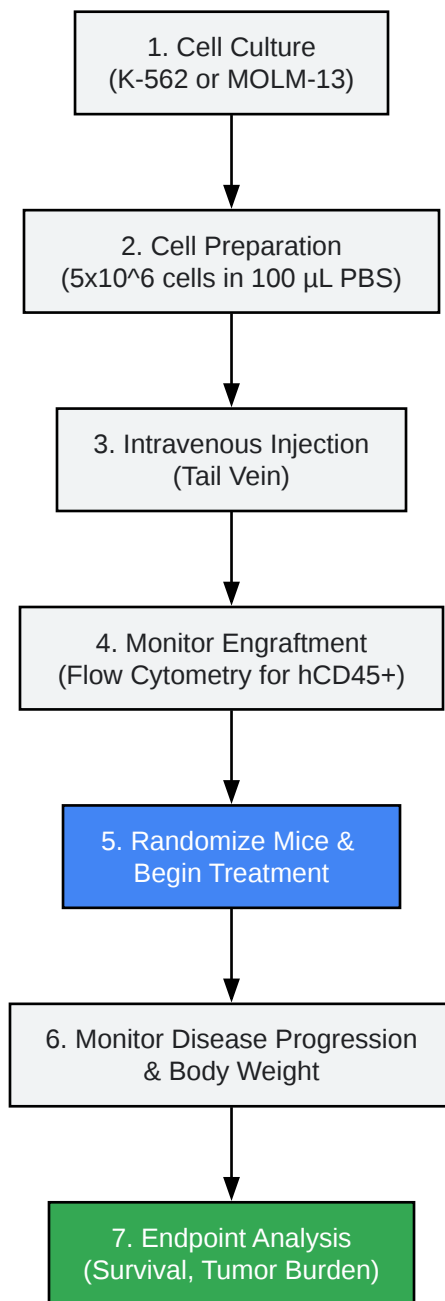 1. Cell Culture
(K-562 or MOLM-13)
2. Cell Preparation
(5x10^6 cells in 100 µL PBS)
3. Intravenous Injection
(Tail Vein)
4. Monitor Engraftment
(Flow Cytometry for hCD45+)
5. Randomize Mice &
Begin Treatment
6. Monitor Disease Progression
& Body Weight
7. Endpoint Analysis
(Survival, Tumor Burden)